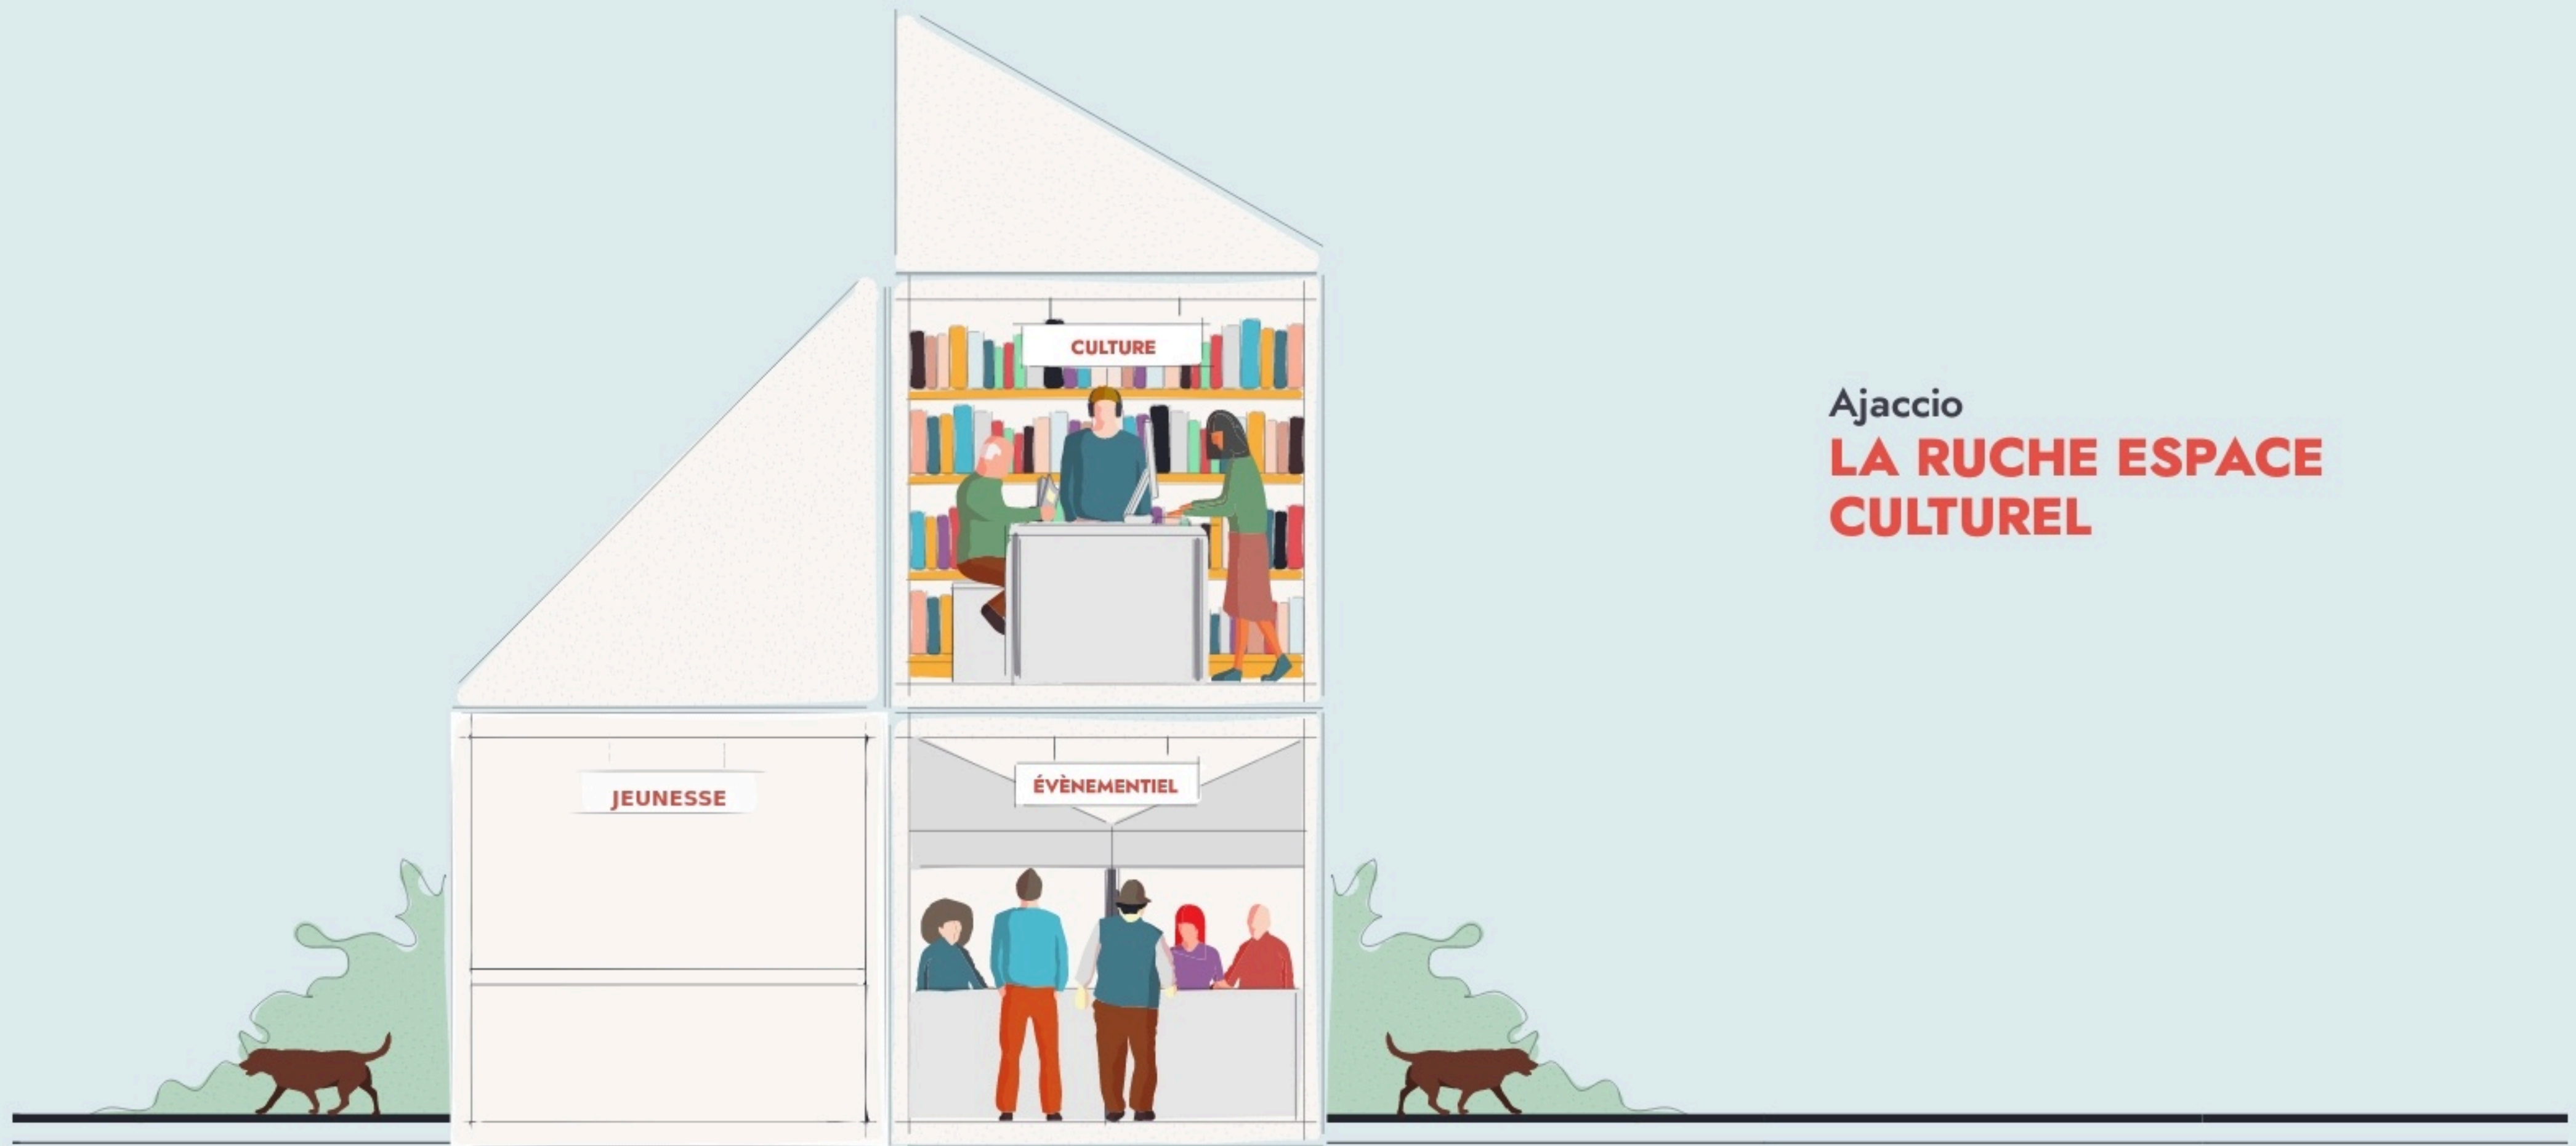 CULTURE
Ajaccio
LA RUCHE ESPACE
CULTUREL
JEUNESSE
ÉVÈNEMENTIEL